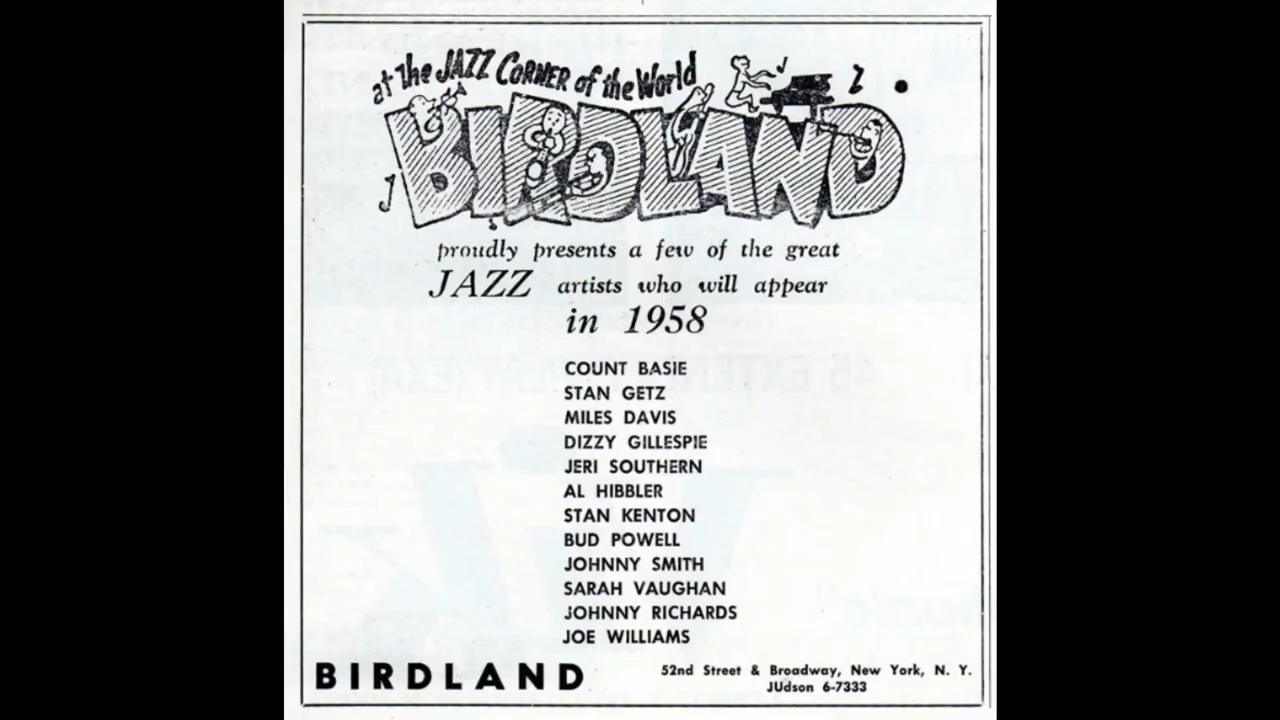 at the JAZZ CORNER of the World
BIRDLAND
proudly presents a few of the great
JAZZ artists who will appear
in 1958
COUNT BASIE
STAN GETZ
MILES DAVIS
DIZZY GILLESPIE
JERI SOUTHERN
AL HIBBLER
STAN KENTON
BUD POWELL
JOHNNY SMITH
SARAH VAUGHAN
JOHNNY RICHARDS
JOE WILLIAMS
BIRDLAND
52nd Street & Broadway, New York, N. Y.
JUdson 6-7333